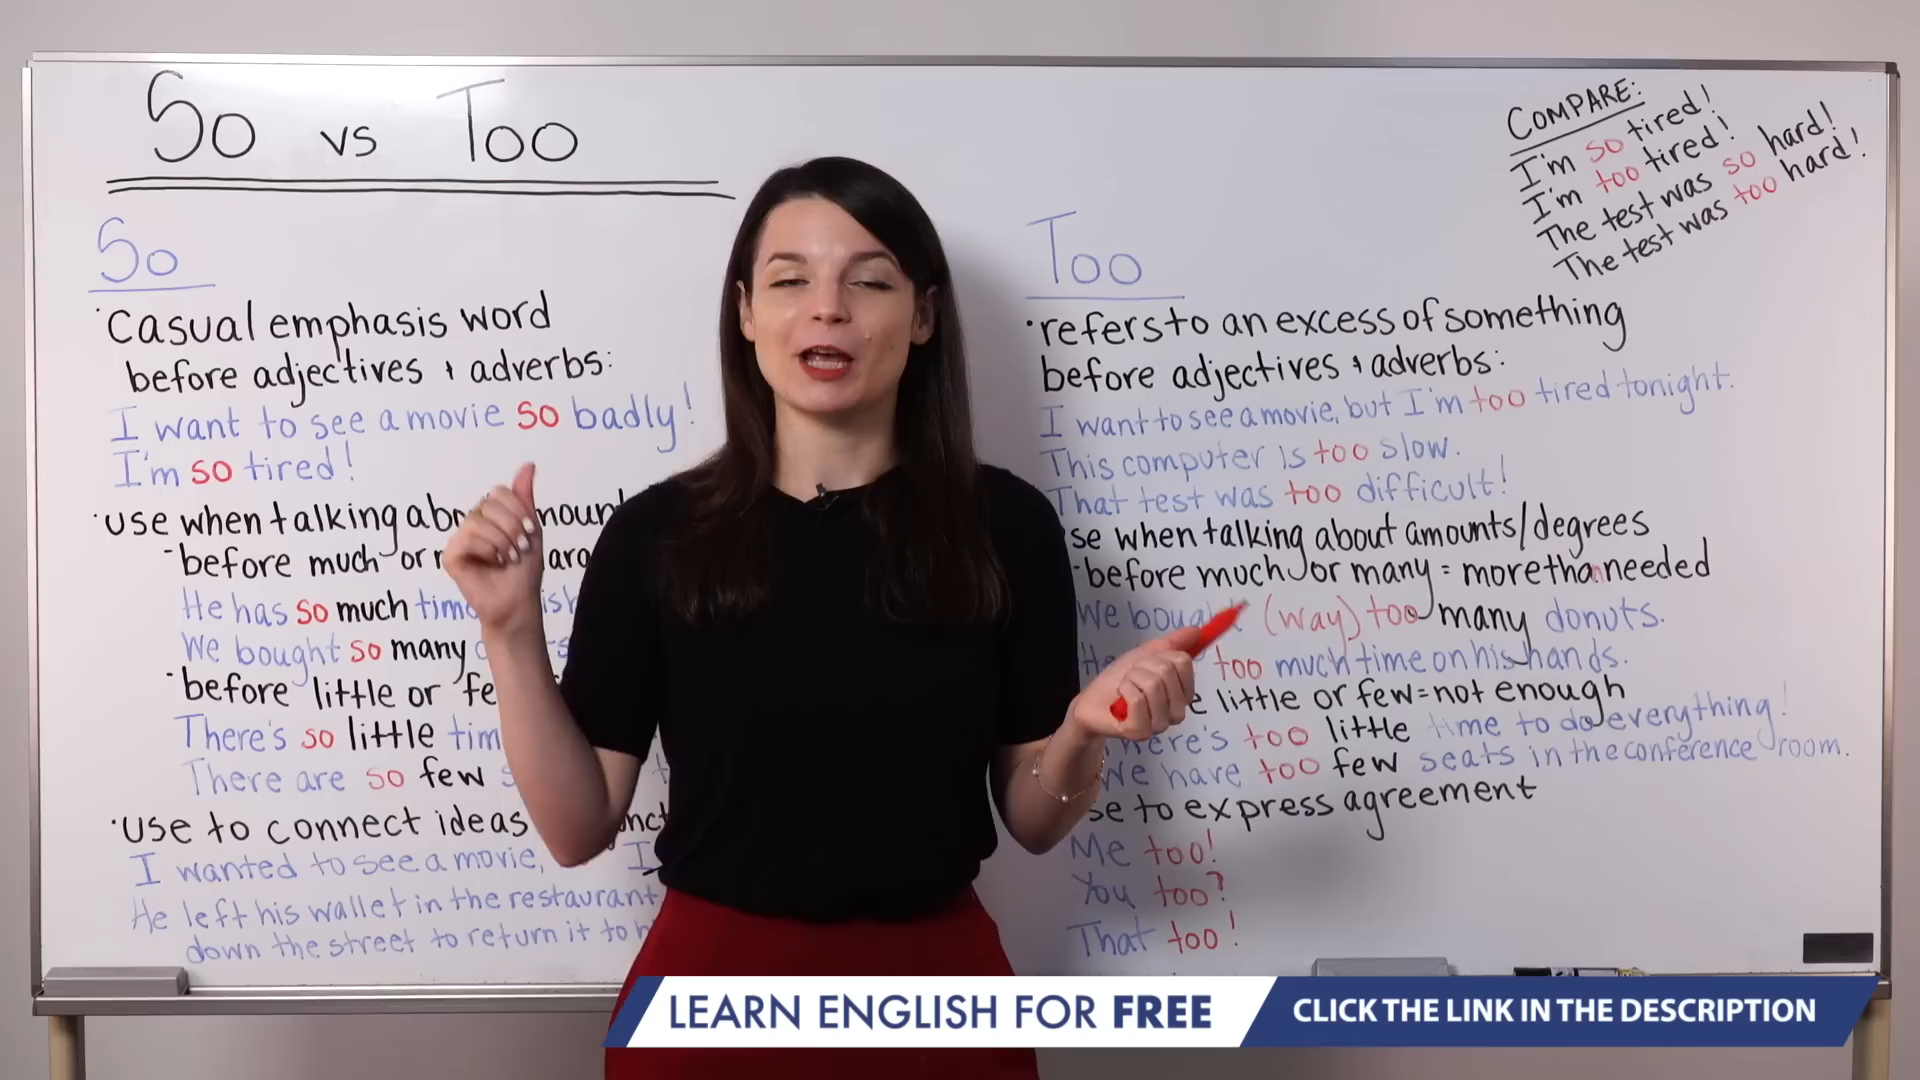 So vs Too
So
• casual emphasis word
before adjectives + adverbs:
I want to see a movie so badly!
I'm so tired!
• use when talking
- before much or
He has so much
We bought so many
- before little or
There's so little
There are so few
• use to connect ideas
I wanted to see a movie, I
He left his wallet in the restaurant
down the street to return it to
COMPARE:
I'm so tired!
I'm too tired!
The test was so hard!
The test was too hard!
Too
• refers to an excess of something
before adjectives + adverbs:
I want to see a movie, but I'm too tired tonight.
This computer is too slow.
That test was too difficult!
when talking about amounts/degrees
- before much or many = more than needed
We (way) too many donuts.
too much time on his hands.
little or few = not enough
too little time to do everything!
We have too few seats in the conference room.
to express agreement
Me too!
You too?
That too!
LEARN ENGLISH FOR FREE
CLICK THE LINK IN THE DESCRIPTION